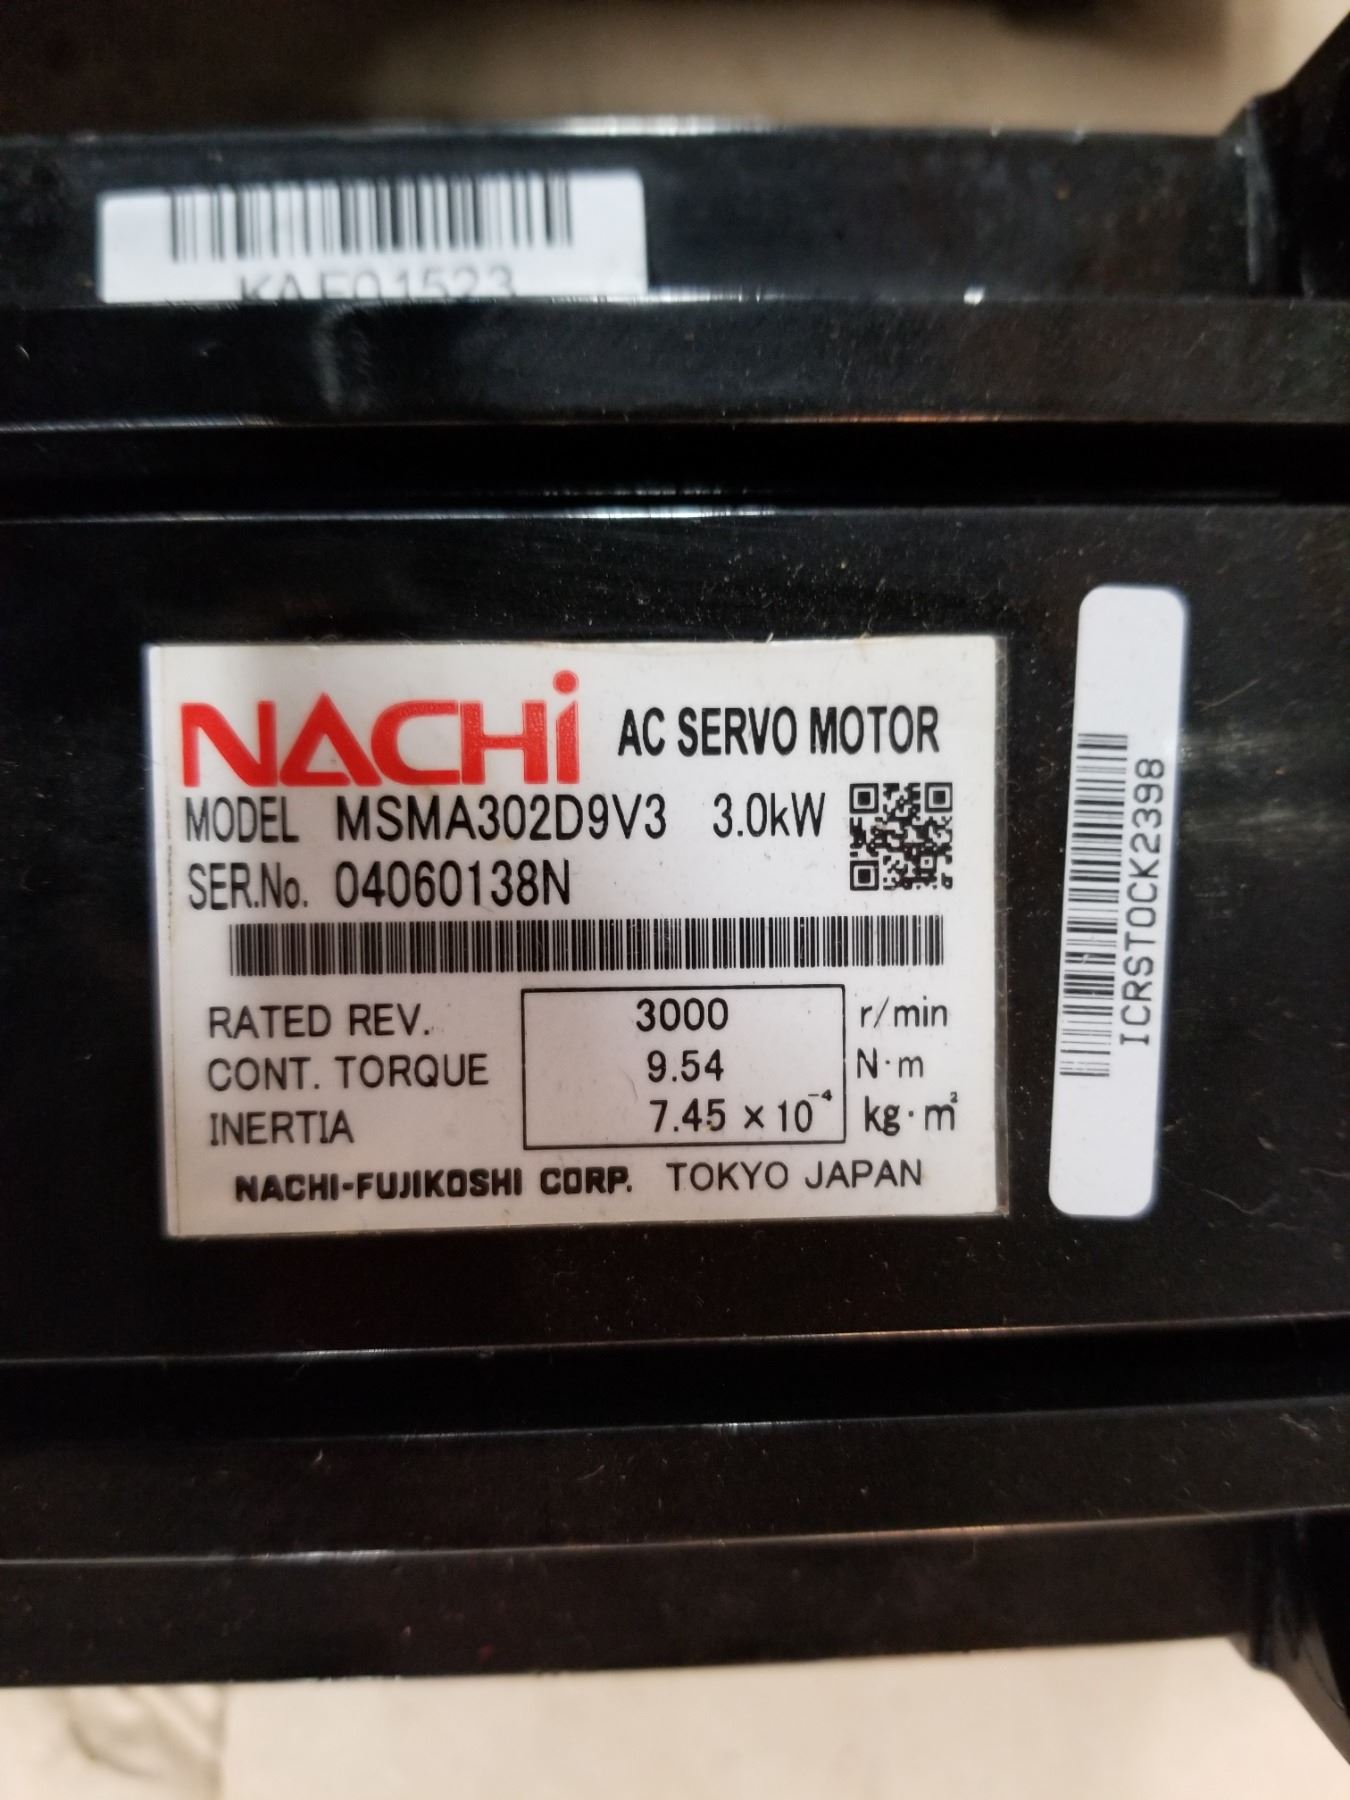 KAE01523
NACHi AC SERVO MOTOR
MODEL MSMA302D9V3 3.0kW
SER.No. 04060138N
RATED REV. 3000 r/min
CONT. TORQUE 9.54 N·m
INERTIA 7.45 × 10⁻⁴ kg·m²
NACHI-FUJIKOSHI CORP. TOKYO JAPAN
ICRSTOCK2398